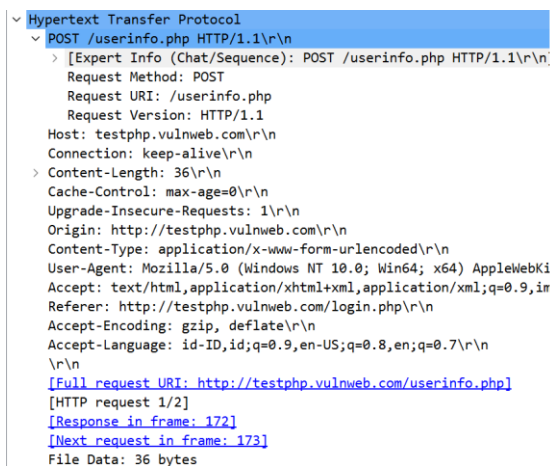 Hypertext Transfer Protocol
POST /userinfo.php HTTP/1.1\r\n
[Expert Info (Chat/Sequence): POST /userinfo.php HTTP/1.1\r\n]
Request Method: POST
Request URI: /userinfo.php
Request Version: HTTP/1.1
Host: testphp.vulnweb.com\r\n
Connection: keep-alive\r\n
Content-Length: 36\r\n
Cache-Control: max-age=0\r\n
Upgrade-Insecure-Requests: 1\r\n
Origin: http://testphp.vulnweb.com\r\n
Content-Type: application/x-www-form-urlencoded\r\n
User-Agent: Mozilla/5.0 (Windows NT 10.0; Win64; x64) AppleWebKi
Accept: text/html,application/xhtml+xml,application/xml;q=0.9,im
Referer: http://testphp.vulnweb.com/login.php\r\n
Accept-Encoding: gzip, deflate\r\n
Accept-Language: id-ID,id;q=0.9,en-US;q=0.8,en;q=0.7\r\n
\r\n
[Full request URI: http://testphp.vulnweb.com/userinfo.php]
[HTTP request 1/2]
[Response in frame: 172]
[Next request in frame: 173]
File Data: 36 bytes